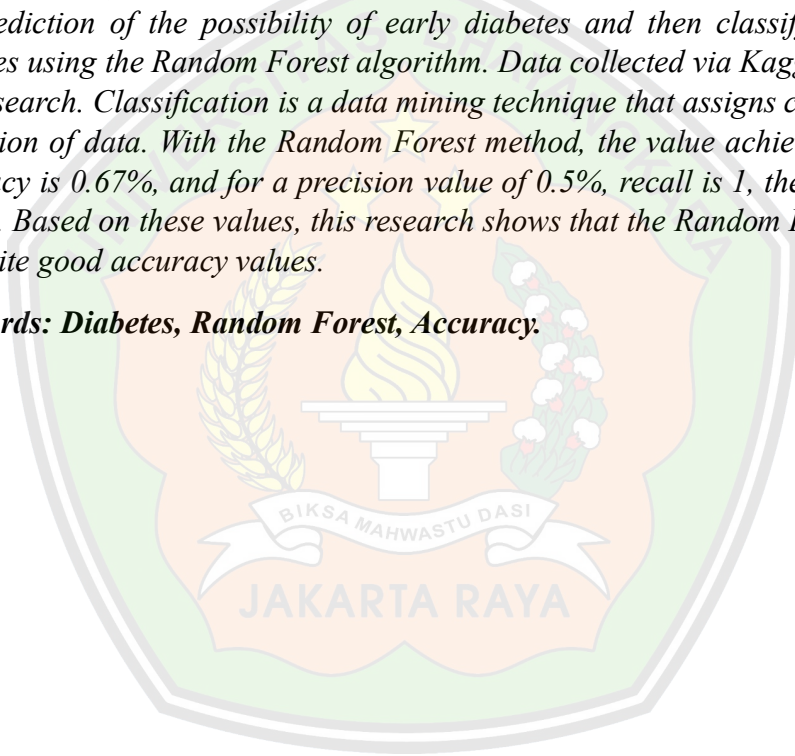 ediction of the possibility of early diabetes and then classif
es using the Random Forest algorithm. Data collected via Kagg
search. Classification is a data mining technique that assigns c
ion of data. With the Random Forest method, the value achie
cy is 0.67%, and for a precision value of 0.5%, recall is 1, the
. Based on these values, this research shows that the Random
ite good accuracy values.
rds: Diabetes, Random Forest, Accuracy.
UNIVERSITAS BHAYANGKARA
BIKSA MAHWASTU DASI
JAKARTA RAYA